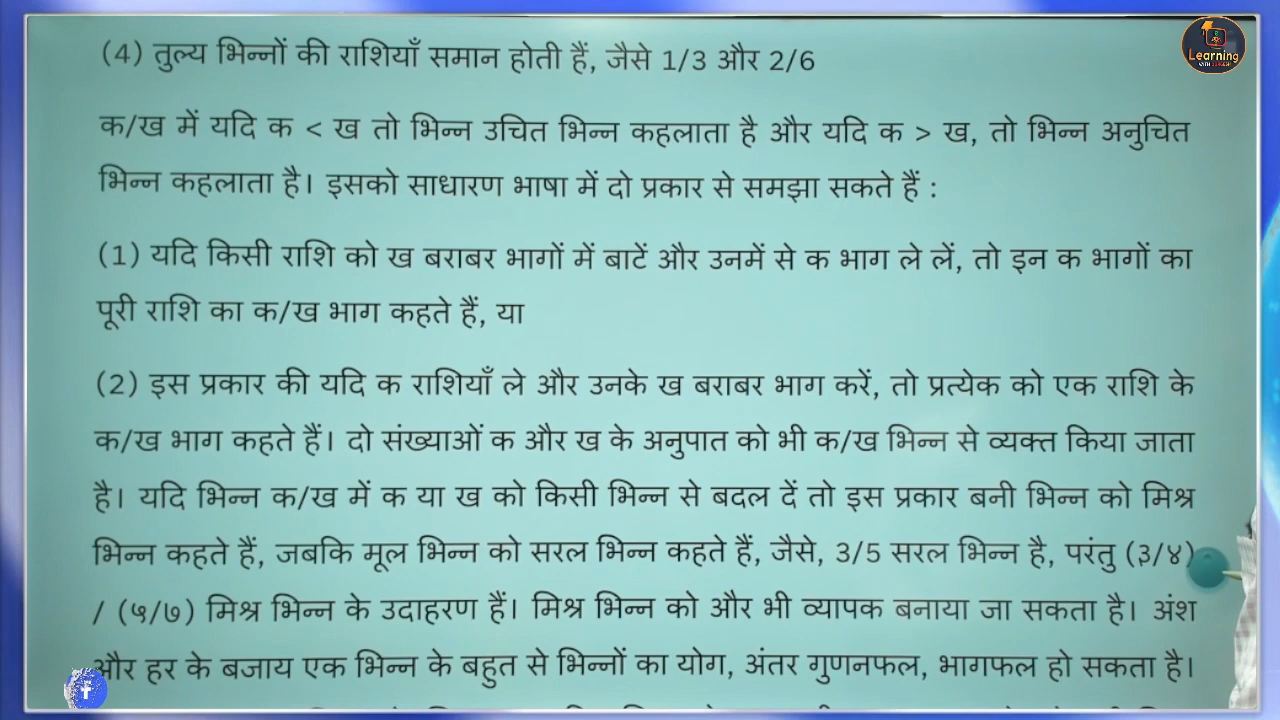 (4) तुल्य भिन्नों की राशियाँ समान होती हैं, जैसे 1/3 और 2/6
क/ख में यदि क < ख तो भिन्न उचित भिन्न कहलाता है और यदि क > ख, तो भिन्न अनुचित
भिन्न कहलाता है। इसको साधारण भाषा में दो प्रकार से समझा सकते हैं :
(1) यदि किसी राशि को ख बराबर भागों में बाटें और उनमें से क भाग ले लें, तो इन क भागों का
पूरी राशि का क/ख भाग कहते हैं, या
(2) इस प्रकार की यदि क राशियाँ ले और उनके ख बराबर भाग करें, तो प्रत्येक को एक राशि के
क/ख भाग कहते हैं। दो संख्याओं क और ख के अनुपात को भी क/ख भिन्न से व्यक्त किया जाता
है। यदि भिन्न क/ख में क या ख को किसी भिन्न से बदल दें तो इस प्रकार बनी भिन्न को मिश्र
भिन्न कहते हैं, जबकि मूल भिन्न को सरल भिन्न कहते हैं, जैसे, 3/5 सरल भिन्न है, परंतु (३/४)
/ (५/७) मिश्र भिन्न के उदाहरण हैं। मिश्र भिन्न को और भी व्यापक बनाया जा सकता है। अंश
और हर के बजाय एक भिन्न के बहुत से भिन्नों का योग, अंतर गुणनफल, भागफल हो सकता है।
Learning